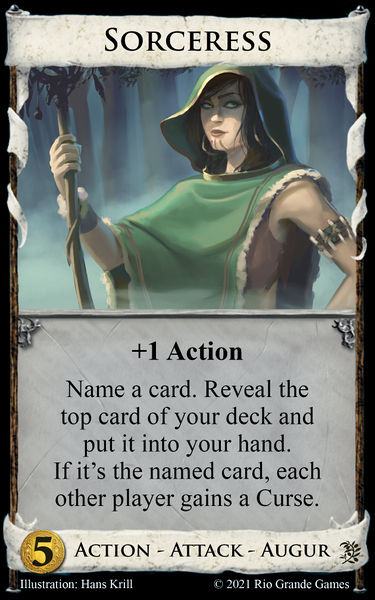 Sorceress
+1 Action
Name a card. Reveal the
top card of your deck and
put it into your hand.
If it's the named card, each
other player gains a Curse.
5 Action - Attack - Augur
Illustration: Hans Krill © 2021 Rio Grande Games